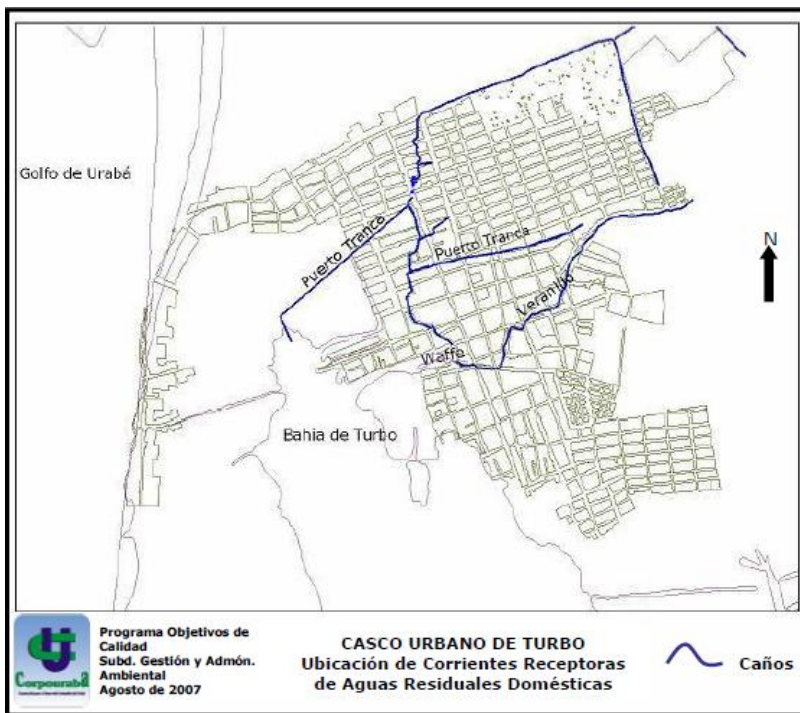 Golfo de Urabá
Puerto Tranca
Puerto Tranca
N
Veranillo
Waffe
Bahia de Turbo
Corpourabá
Programa Objetivos de
Calidad
Subd. Gestión y Admón.
Ambiental
Agosto de 2007
CASCO URBANO DE TURBO
Ubicación de Corrientes Receptoras
de Aguas Residuales Domésticas
Caños